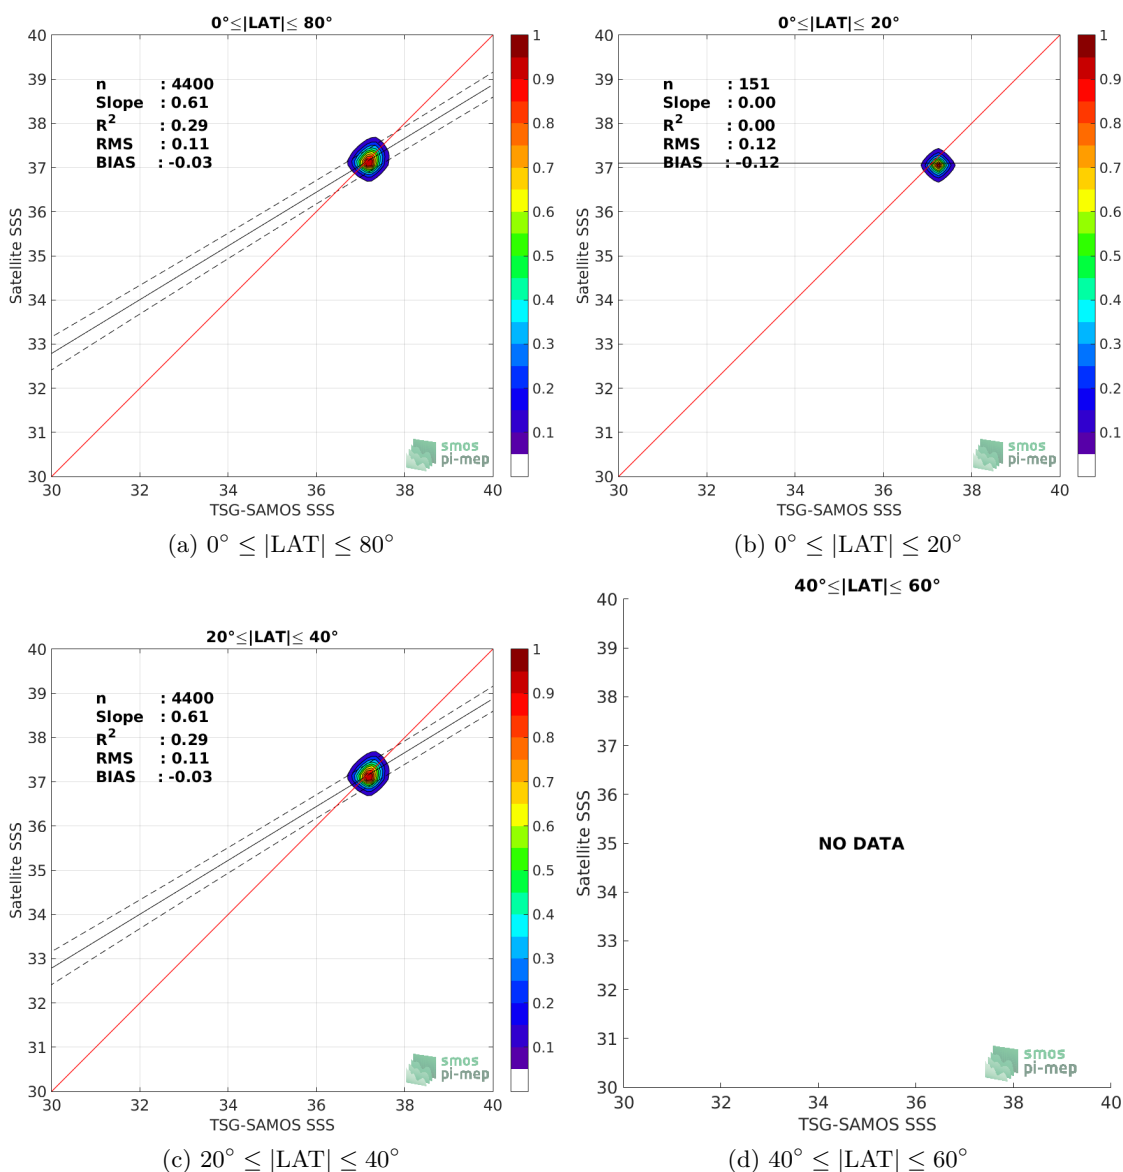 0°≤|LAT|≤ 80°
40
39
38
37
36
35
34
33
32
31
30
30
32
34
36
38
40
Satellite SSS
TSG-SAMOS SSS
n : 4400
Slope : 0.61
R² : 0.29
RMS : 0.11
BIAS : -0.03
1
0.9
0.8
0.7
0.6
0.5
0.4
0.3
0.2
0.1
smos
pi-mep
(a) 0° ≤ |LAT| ≤ 80°
0°≤|LAT|≤ 20°
40
39
38
37
36
35
34
33
32
31
30
30
32
34
36
38
40
Satellite SSS
TSG-SAMOS SSS
n : 151
Slope : 0.00
R² : 0.00
RMS : 0.12
BIAS : -0.12
1
0.9
0.8
0.7
0.6
0.5
0.4
0.3
0.2
0.1
smos
pi-mep
(b) 0° ≤ |LAT| ≤ 20°
20°≤|LAT|≤ 40°
40
39
38
37
36
35
34
33
32
31
30
30
32
34
36
38
40
Satellite SSS
TSG-SAMOS SSS
n : 4400
Slope : 0.61
R² : 0.29
RMS : 0.11
BIAS : -0.03
1
0.9
0.8
0.7
0.6
0.5
0.4
0.3
0.2
0.1
smos
pi-mep
(c) 20° ≤ |LAT| ≤ 40°
40°≤|LAT|≤ 60°
40
39
38
37
36
35
34
33
32
31
30
30
32
34
36
38
40
Satellite SSS
TSG-SAMOS SSS
NO DATA
smos
pi-mep
(d) 40° ≤ |LAT| ≤ 60°